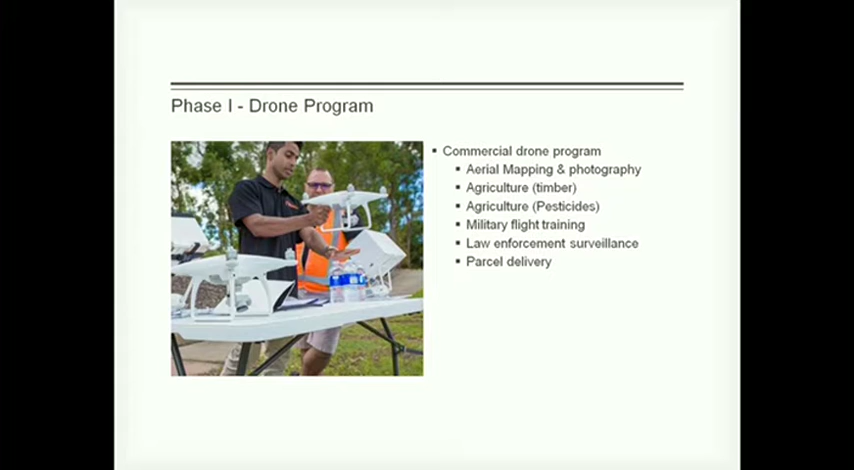 Phase I - Drone Program
Commercial drone program
Aerial Mapping & photography
Agriculture (timber)
Agriculture (Pesticides)
Military flight training
Law enforcement surveillance
Parcel delivery